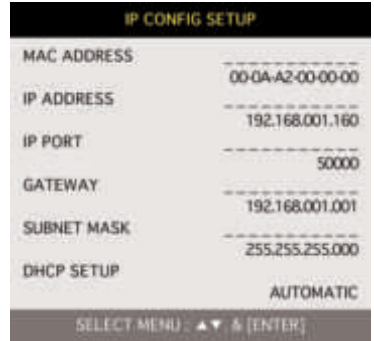 IP CONFIG SETUP
MAC ADDRESS
_ _ _ _ _ _ _ _ _ _ _
00-0A-A2-00-00-00
IP ADDRESS
_ _ _ _ _ _ _ _ _ _ _
192.168.001.160
IP PORT
_ _ _ _ _ _ _ _ _ _ _
50000
GATEWAY
_ _ _ _ _ _ _ _ _ _ _
192.168.001.001
SUBNET MASK
_ _ _ _ _ _ _ _ _ _ _
255.255.255.000
DHCP SETUP
AUTOMATIC
SELECT MENU : ▲▼ & [ENTER]